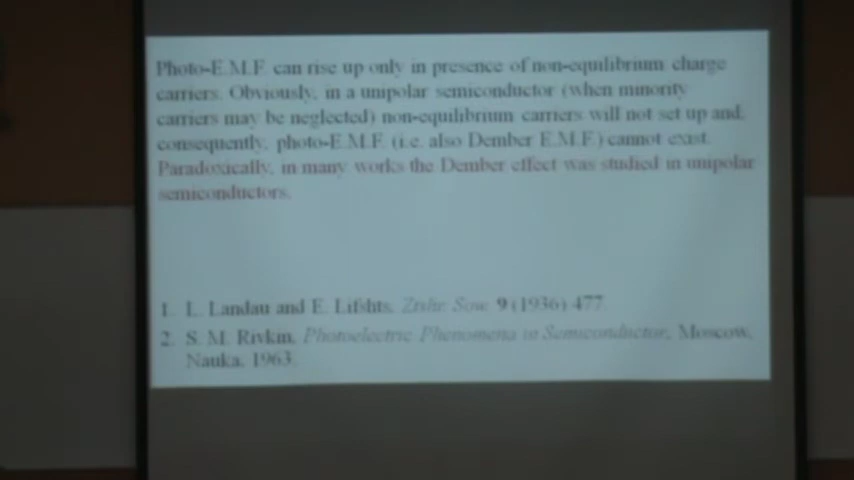 Photo-E.M.F. can rise up only in presence of non-equilibrium charge
carriers. Obviously, in a unipolar semiconductor (when minority
carriers may be neglected) non-equilibrium carriers will not set up and,
consequently, photo-E.M.F. (i.e. also Dember E.M.F.) cannot exist.
Paradoxically, in many works the Dember effect was studied in unipolar
semiconductors.
1. L. Landau and E. Lifshts, Sow. 9 (1936) 477.
2. S. M. Rivkin, Photoelectric Phenomena in Semiconductor, Moscow,
Nauka, 1963.